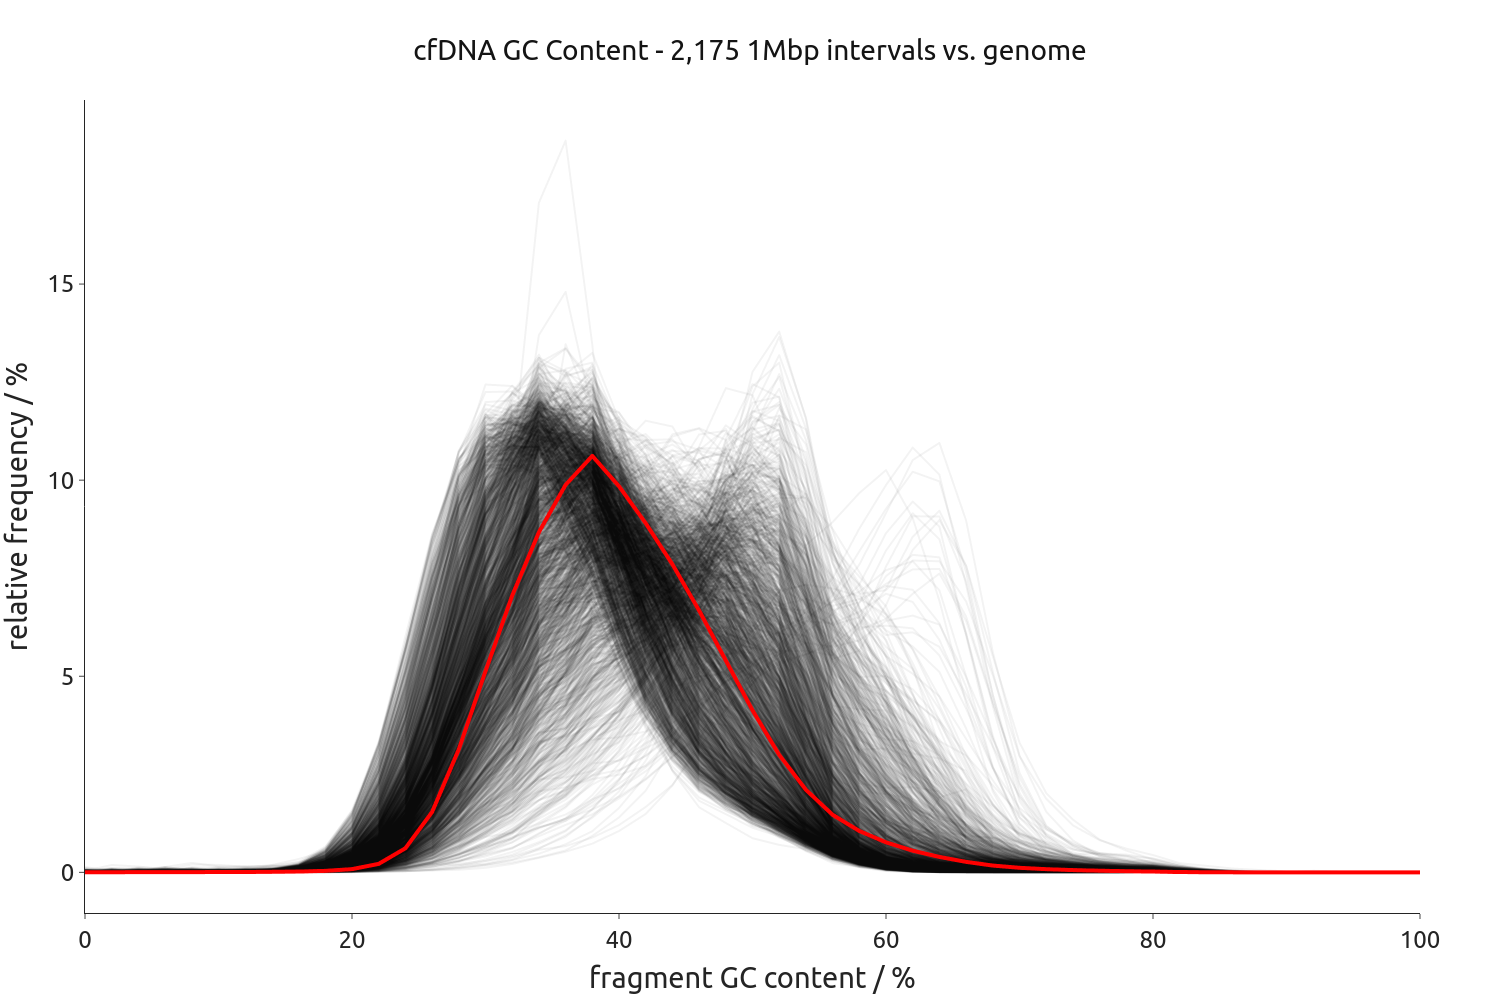 cfDNA GC Content - 2,175 1Mbp intervals vs. genome
relative frequency / %
15
10
5
0
0 20 40 60 80 100
fragment GC content / %